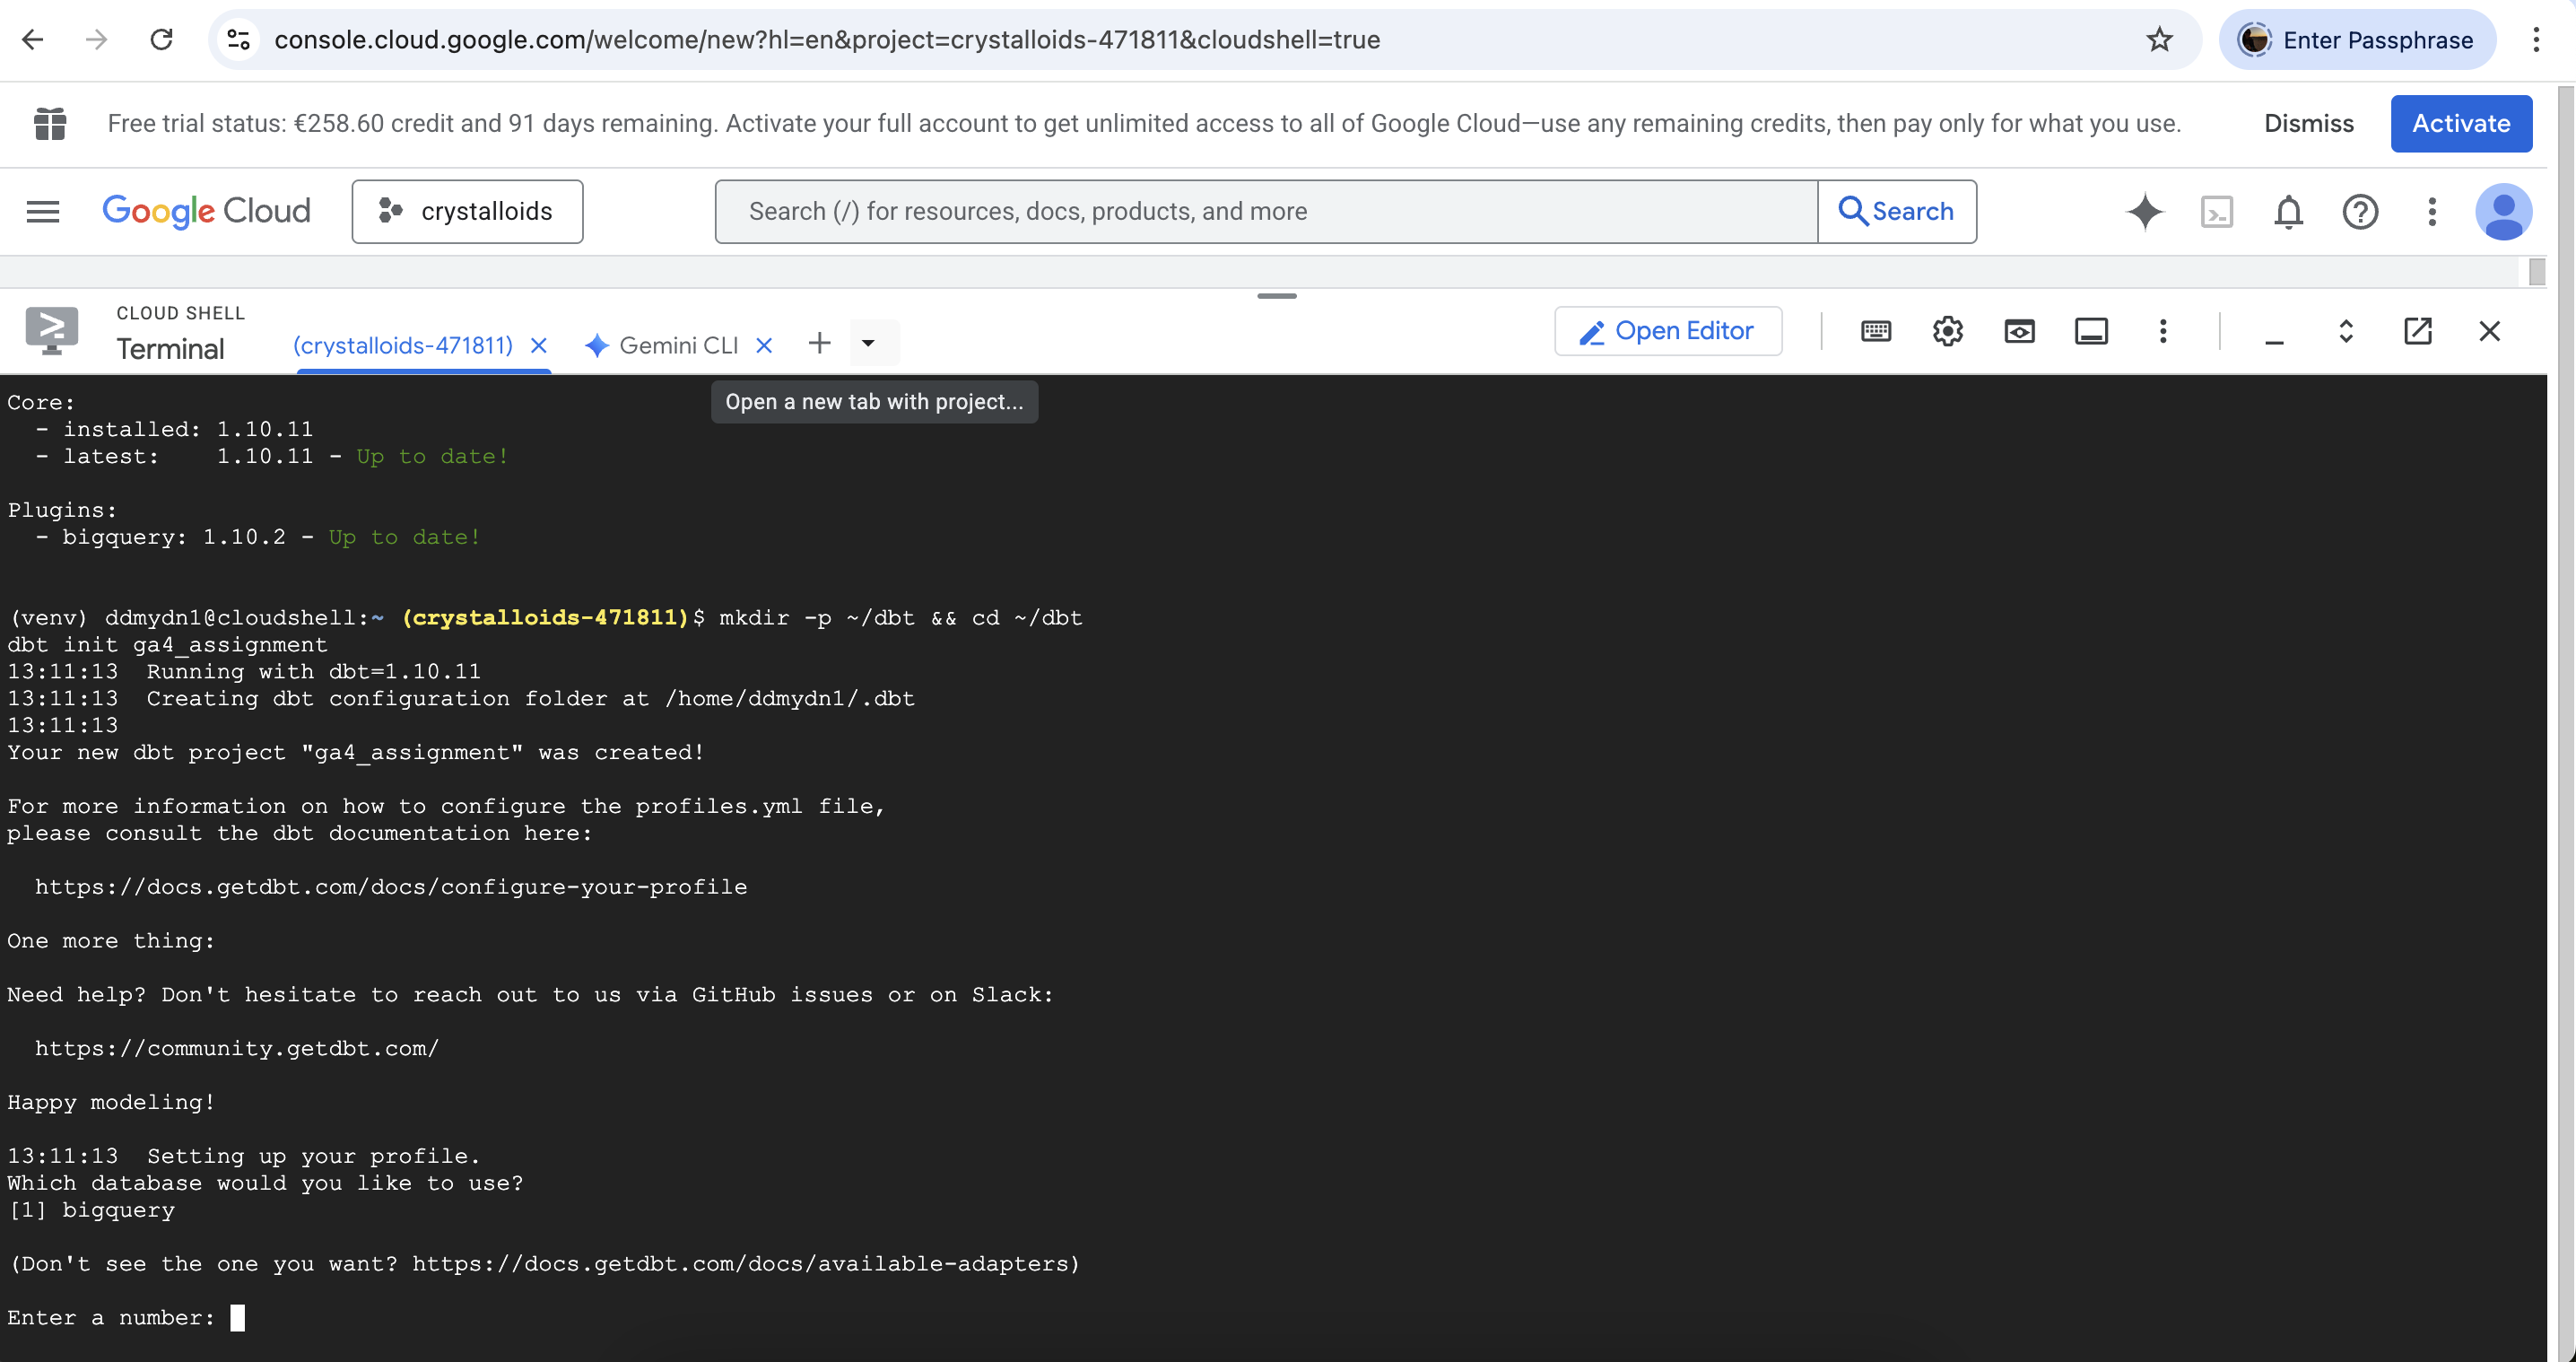 console.cloud.google.com/welcome/new?hl=en&project=crystalloids-471811&cloudshell=true
Enter Passphrase
Free trial status: €258.60 credit and 91 days remaining. Activate your full account to get unlimited access to all of Google Cloud—use any remaining credits, then pay only for what you use.
Dismiss
Activate
Google Cloud
crystalloids
Search (/) for resources, docs, products, and more
Search
CLOUD SHELL
Terminal
(crystalloids-471811)
Gemini CLI
Open Editor
Open a new tab with project...
Core:
  - installed: 1.10.11
  - latest:    1.10.11 - Up to date!
Plugins:
  - bigquery: 1.10.2 - Up to date!
(venv) ddmydn1@cloudshell:~ (crystalloids-471811)$ mkdir -p ~/dbt && cd ~/dbt
dbt init ga4_assignment
13:11:13  Running with dbt=1.10.11
13:11:13  Creating dbt configuration folder at /home/ddmydn1/.dbt
13:11:13
Your new dbt project "ga4_assignment" was created!
For more information on how to configure the profiles.yml file,
please consult the dbt documentation here:
  https://docs.getdbt.com/docs/configure-your-profile
One more thing:
Need help? Don't hesitate to reach out to us via GitHub issues or on Slack:
  https://community.getdbt.com/
Happy modeling!
13:11:13  Setting up your profile.
Which database would you like to use?
[1] bigquery
(Don't see the one you want? https://docs.getdbt.com/docs/available-adapters)
Enter a number: